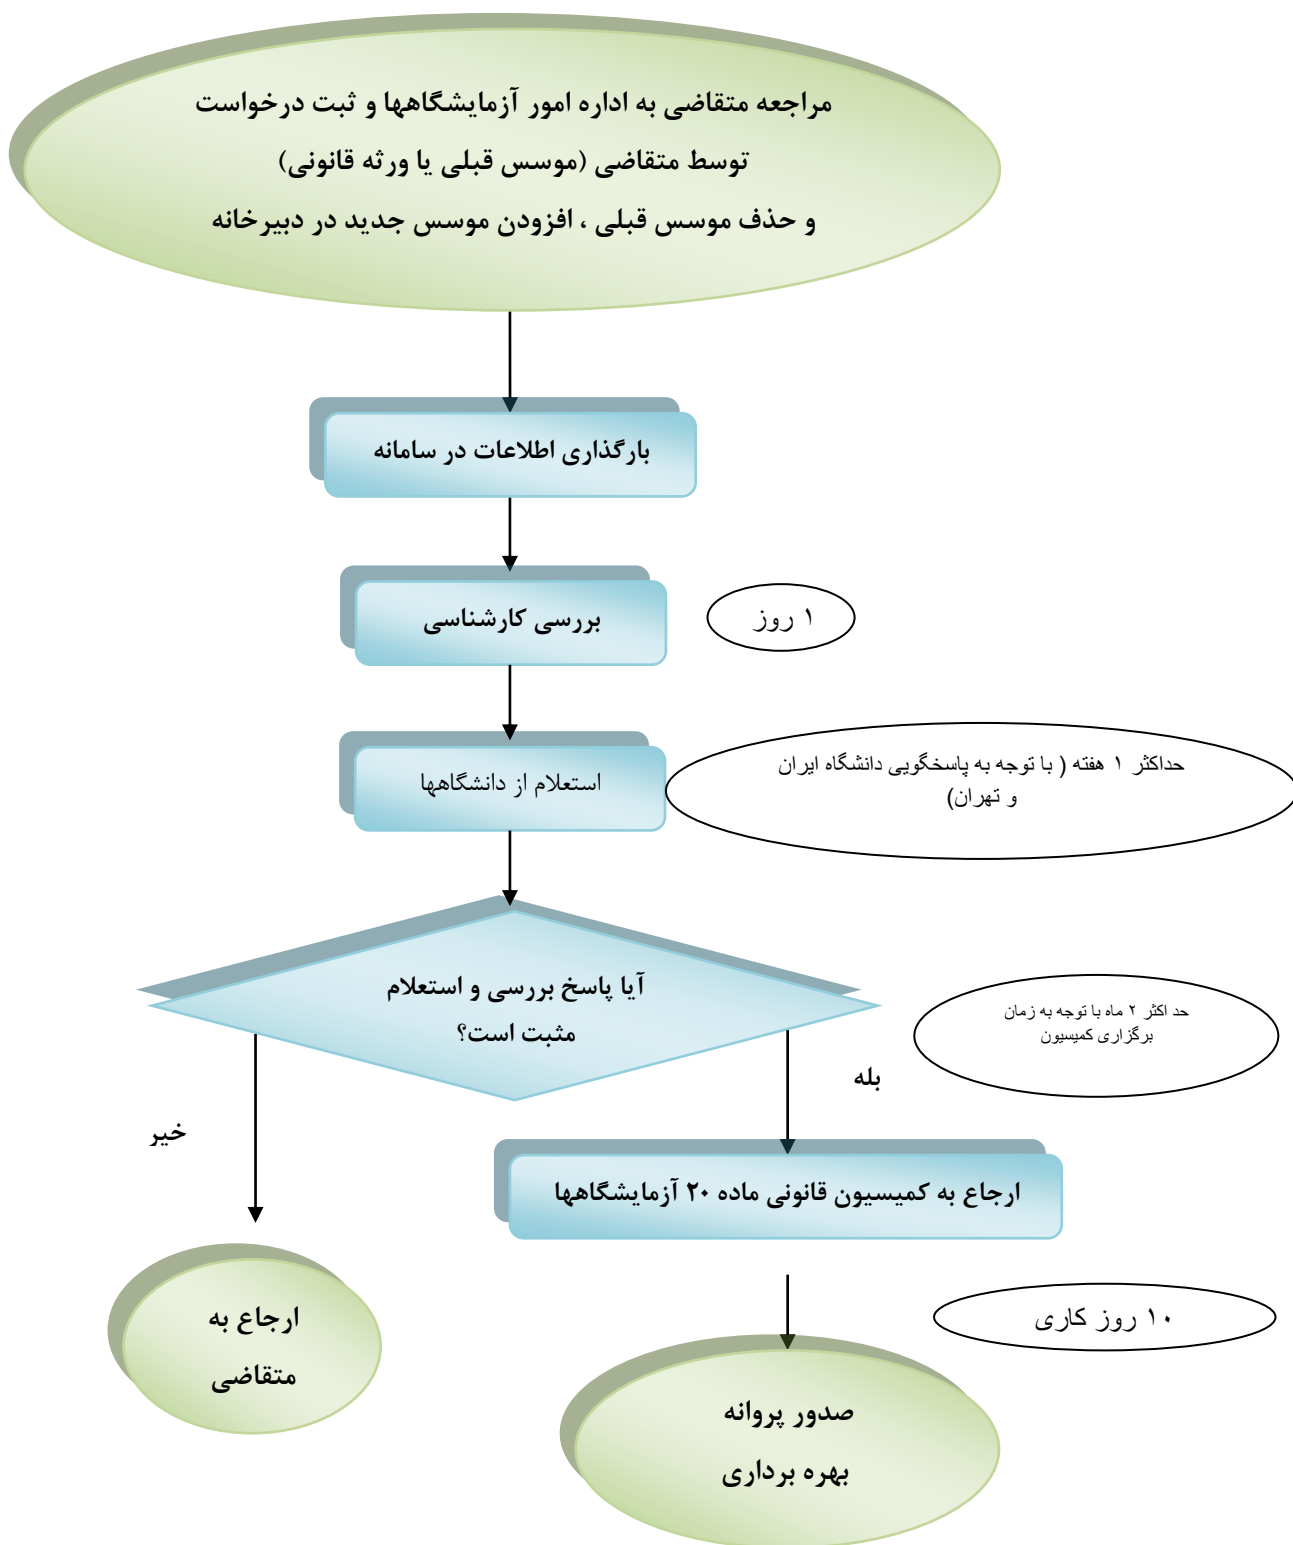 مراجعه متقاضی به اداره امور آزمایشگاهها و ثبت درخواست
توسط متقاضی (موسس قبلی یا ورثه قانونی)
و حذف موسس قبلی ، افزودن موسس جدید در دبیرخانه
بارگذاری اطلاعات در سامانه
بررسی کارشناسی
۱ روز
استعلام از دانشگاهها
حداکثر ۱ هفته ( با توجه به پاسخگویی دانشگاه ایران
و تهران)
آیا پاسخ بررسی و استعلام
مثبت است؟
حد اکثر ۲ ماه با توجه به زمان
برگزاری کمیسیون
بله
خیر
ارجاع به کمیسیون قانونی ماده ۲۰ آزمایشگاهها
۱۰ روز کاری
ارجاع به
متقاضی
صدور پروانه
بهره برداری